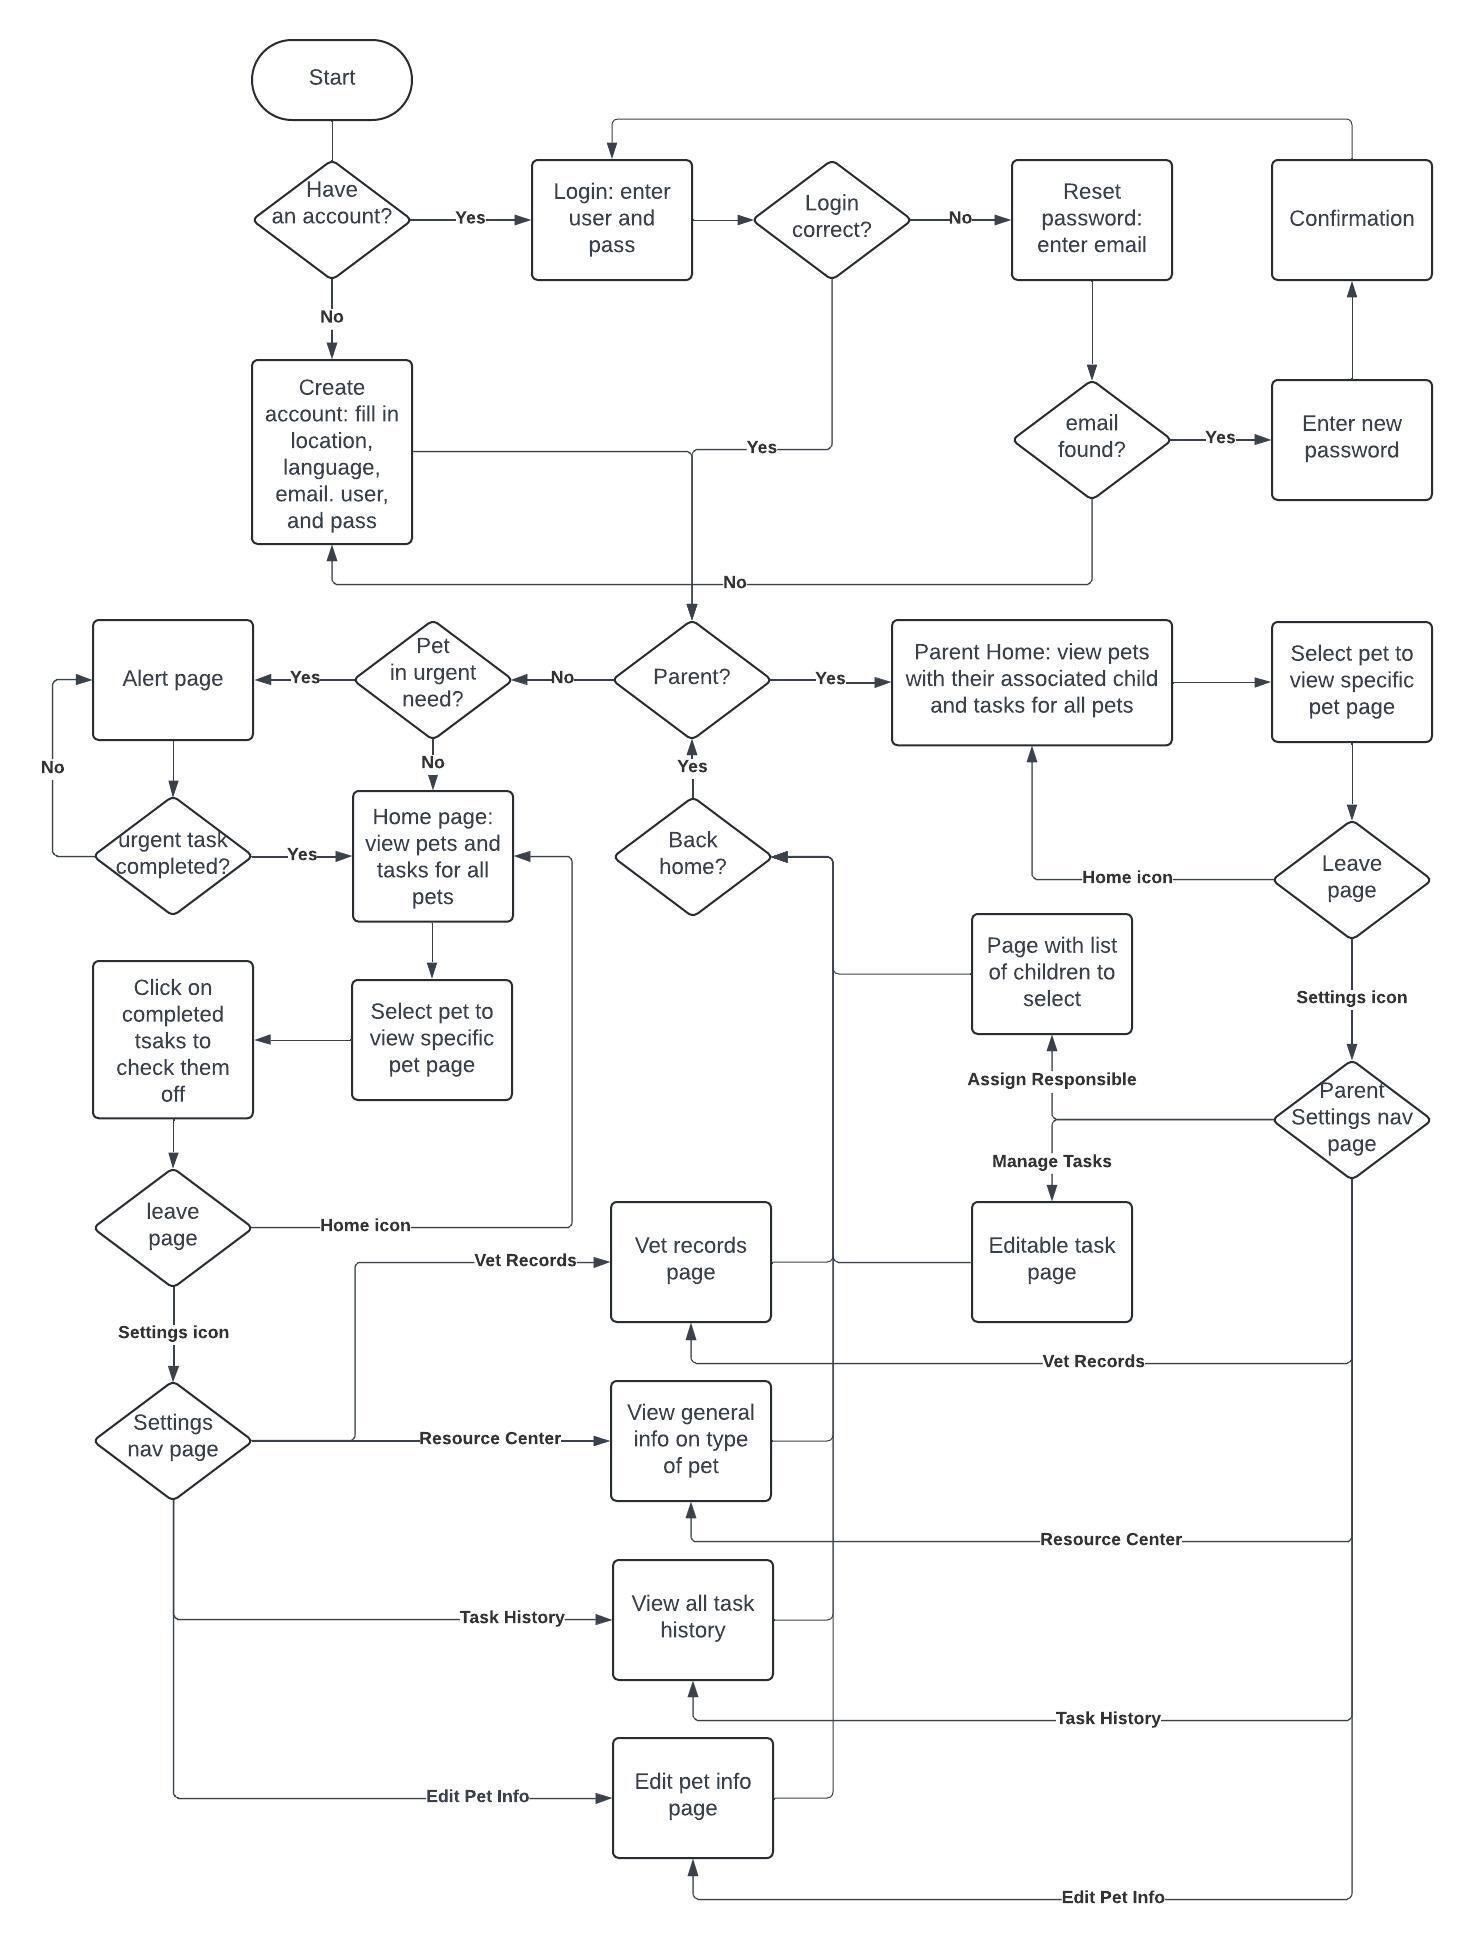 Start
Have
an account?
Yes
Login: enter
user and
pass
Login
correct?
No
Reset
password:
enter email
Confirmation
No
Create
account: fill in
location,
language,
email. user,
and pass
Yes
email
found?
Yes
Enter new
password
No
Alert page
Yes
Pet
in urgent
need?
No
Parent?
Yes
Parent Home: view pets
with their associated child
and tasks for all pets
Select pet to
view specific
pet page
No
No
Yes
urgent task
completed?
Yes
Home page:
view pets and
tasks for all
pets
Back
home?
Home icon
Leave
page
Page with list
of children to
select
Click on
completed
tsaks to
check them
off
Select pet to
view specific
pet page
Settings icon
Assign Responsible
Parent
Settings nav
page
Manage Tasks
leave
page
Home icon
Vet Records
Vet records
page
Editable task
page
Settings icon
Vet Records
Settings
nav page
Resource Center
View general
info on type
of pet
Resource Center
Task History
View all task
history
Task History
Edit Pet Info
Edit pet info
page
Edit Pet Info